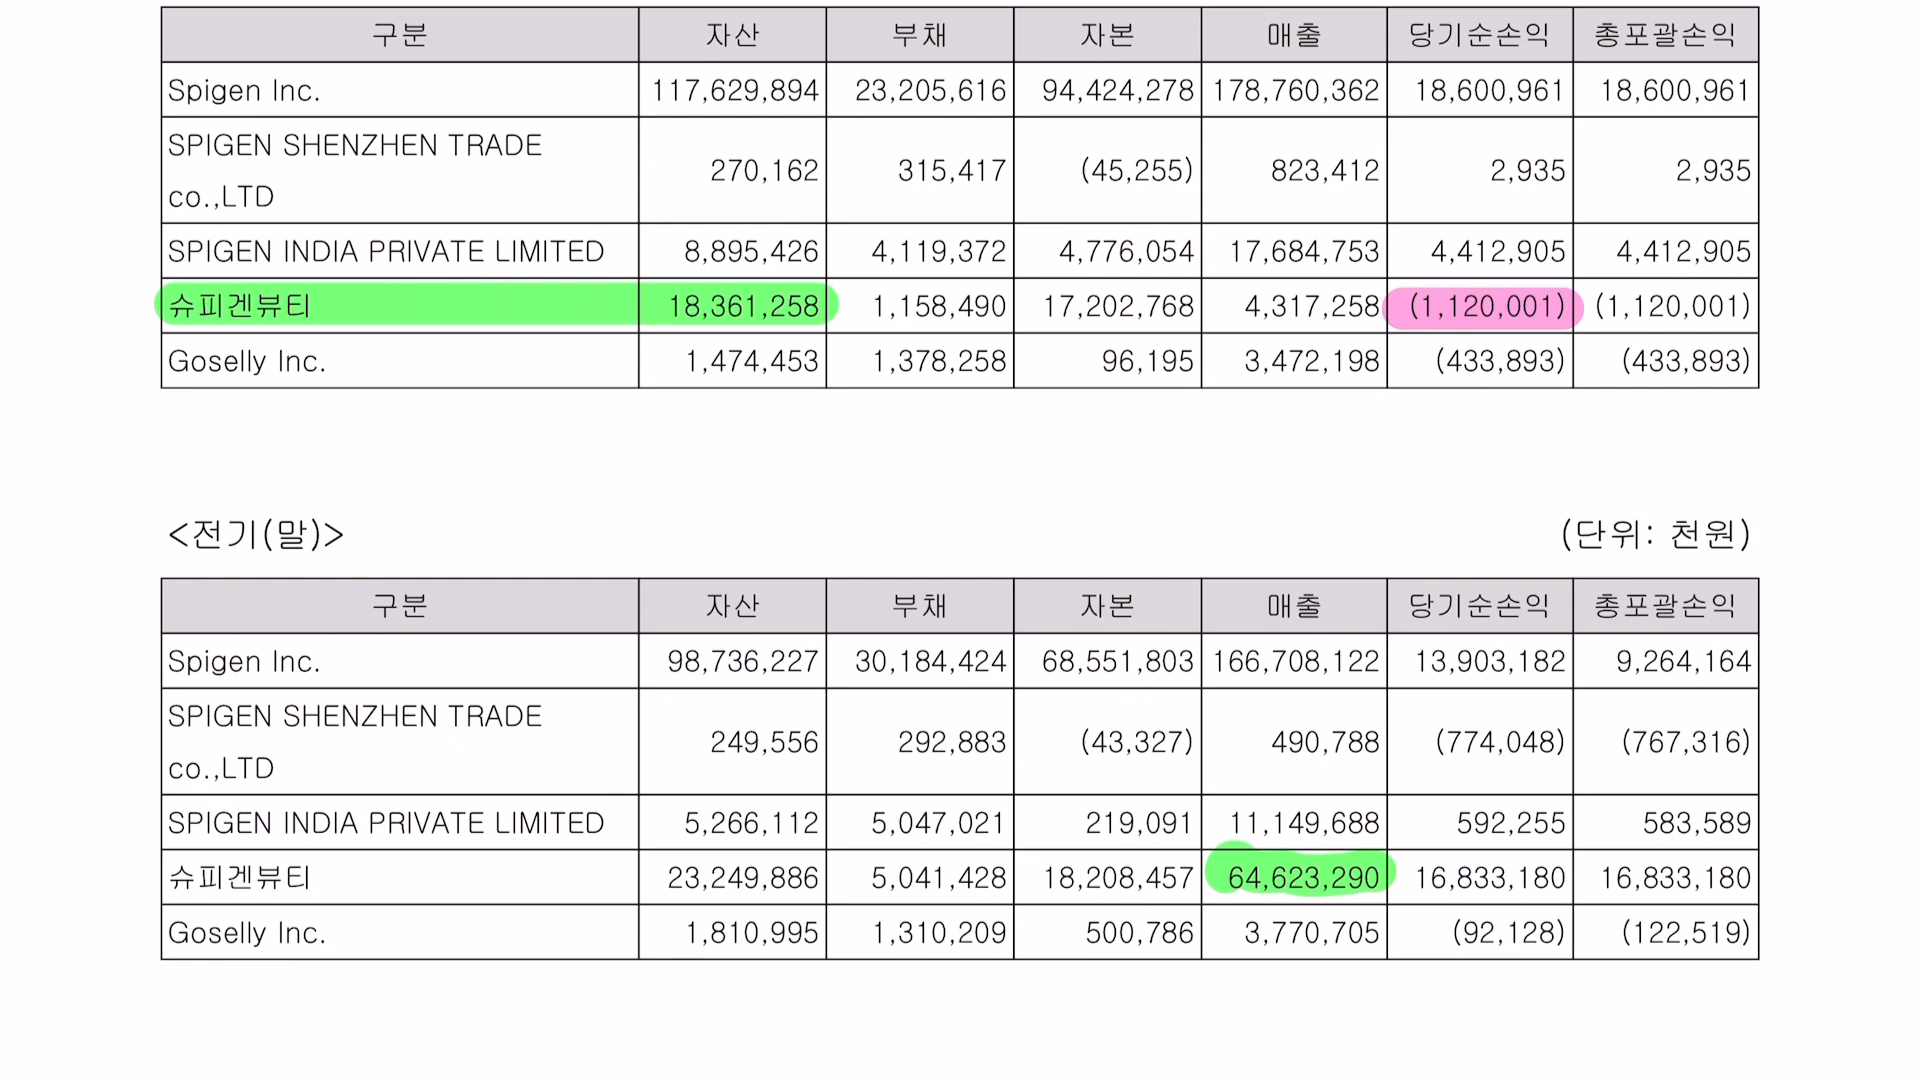 구분 자산 부채 자본 매출 당기순손익 총포괄손익
Spigen Inc. 117,629,894 23,205,616 94,424,278 178,760,362 18,600,961 18,600,961
SPIGEN SHENZHEN TRADE
co.,LTD 270,162 315,417 (45,255) 823,412 2,935 2,935
SPIGEN INDIA PRIVATE LIMITED 8,895,426 4,119,372 4,776,054 17,684,753 4,412,905 4,412,905
슈피겐뷰티 18,361,258 1,158,490 17,202,768 4,317,258 (1,120,001) (1,120,001)
Goselly Inc. 1,474,453 1,378,258 96,195 3,472,198 (433,893) (433,893)
<전기(말)> (단위: 천원)
구분 자산 부채 자본 매출 당기순손익 총포괄손익
Spigen Inc. 98,736,227 30,184,424 68,551,803 166,708,122 13,903,182 9,264,164
SPIGEN SHENZHEN TRADE
co.,LTD 249,556 292,883 (43,327) 490,788 (774,048) (767,316)
SPIGEN INDIA PRIVATE LIMITED 5,266,112 5,047,021 219,091 11,149,688 592,255 583,589
슈피겐뷰티 23,249,886 5,041,428 18,208,457 64,623,290 16,833,180 16,833,180
Goselly Inc. 1,810,995 1,310,209 500,786 3,770,705 (92,128) (122,519)